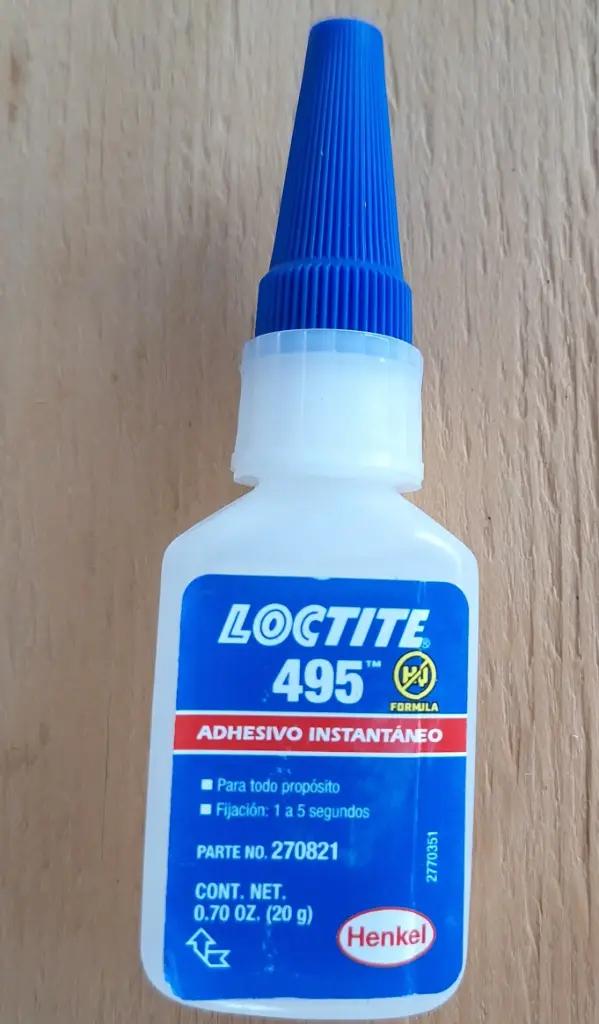 LOCTITE®
495™
FORMULA
ADHESIVO INSTANTÁNEO
■ Para todo propósito
■ Fijación: 1 a 5 segundos
PARTE NO. 270821
2770351
CONT. NET.
0.70 OZ. (20 g)
Henkel